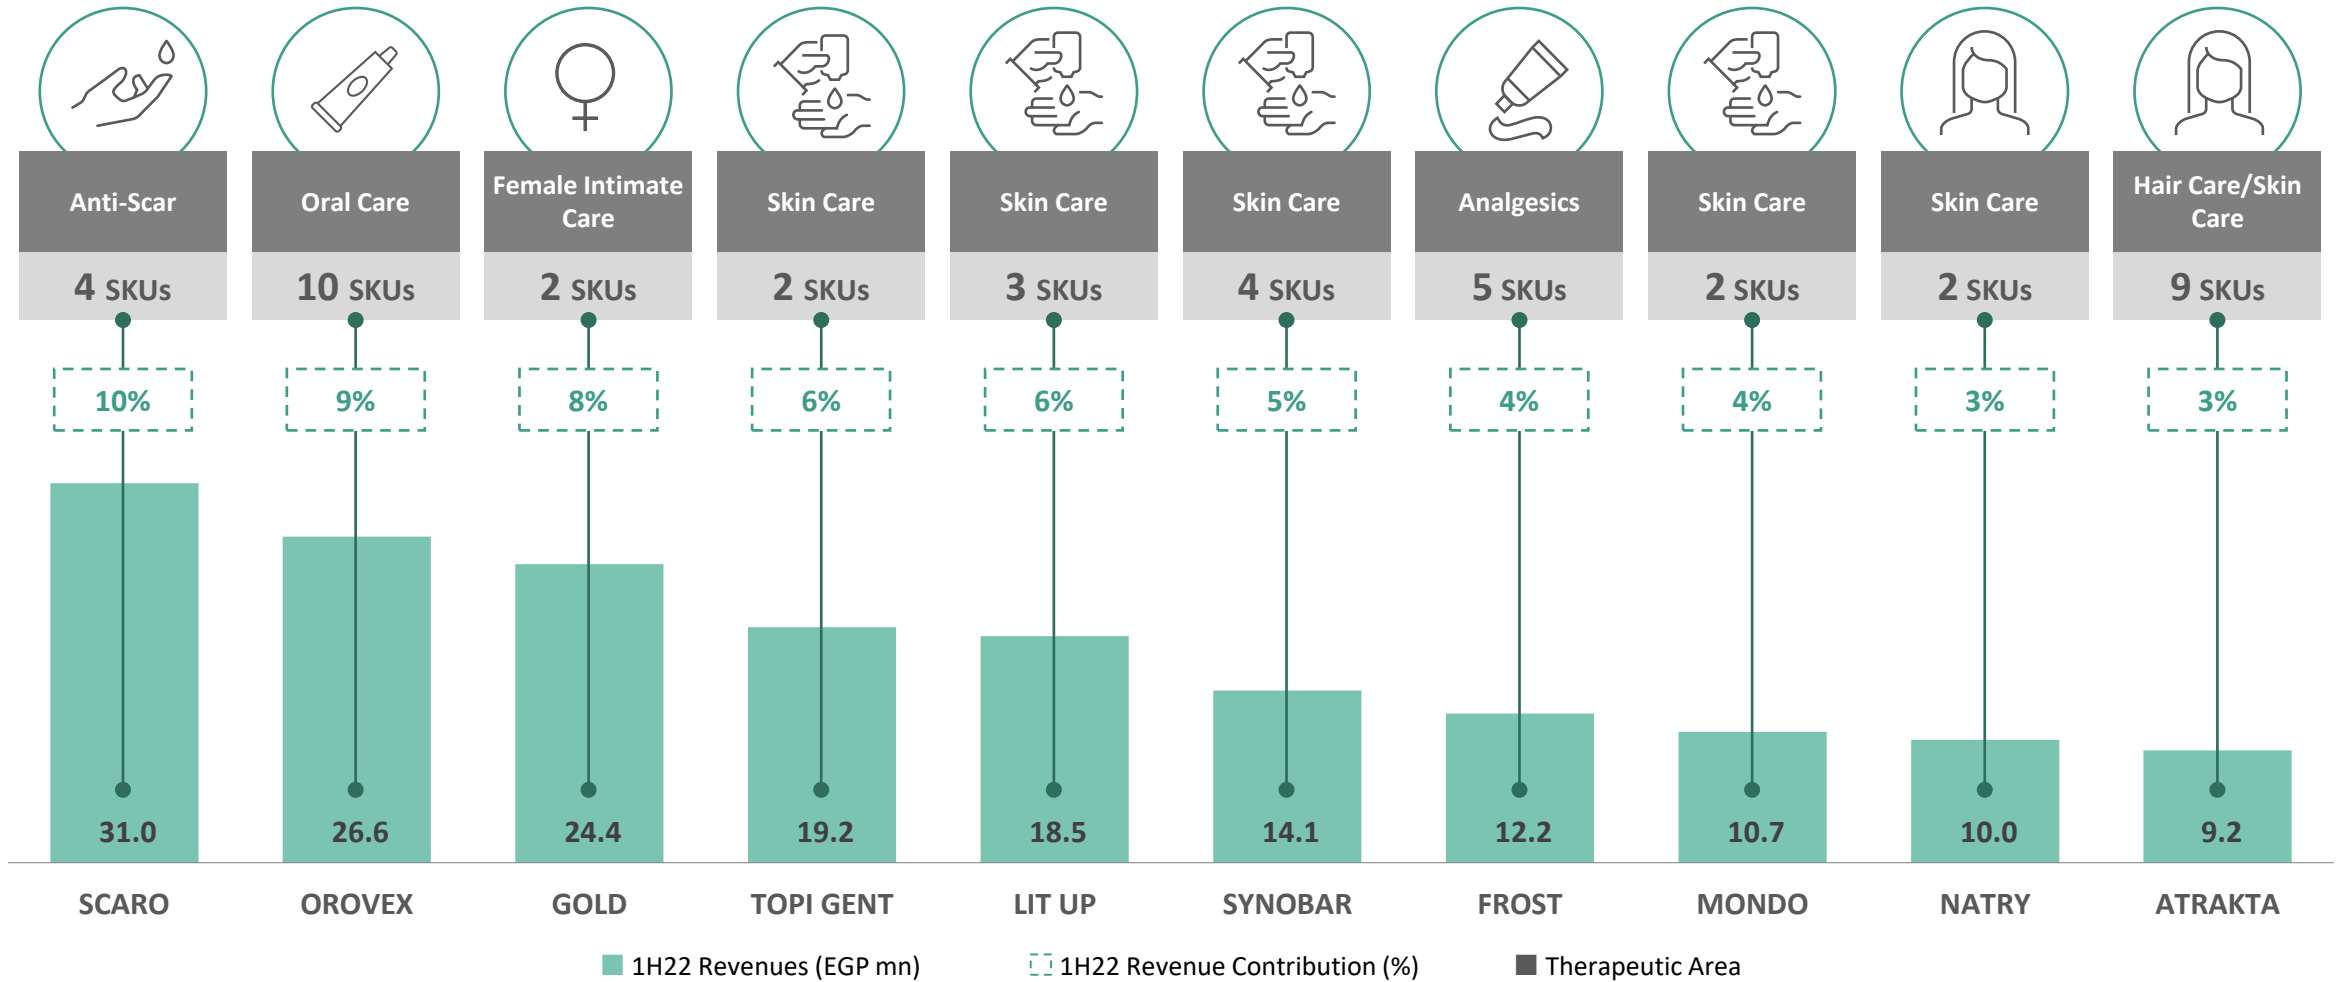 Anti-Scar
Oral Care
Female Intimate
Care
Skin Care
Skin Care
Skin Care
Analgesics
Skin Care
Skin Care
Hair Care/Skin
Care
4 SKUs
10 SKUs
2 SKUs
2 SKUs
3 SKUs
4 SKUs
5 SKUs
2 SKUs
2 SKUs
9 SKUs
10%
9%
8%
6%
6%
5%
4%
4%
3%
3%
31.0
26.6
24.4
19.2
18.5
14.1
12.2
10.7
10.0
9.2
SCARO
OROVEX
GOLD
TOPI GENT
LIT UP
SYNOBAR
FROST
MONDO
NATRY
ATRAKTA
1H22 Revenues (EGP mn)
1H22 Revenue Contribution (%)
Therapeutic Area